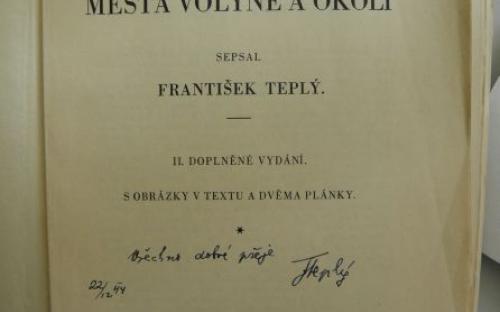 MĚSTA VOLYNĚ A OKOLÍ
SEPSAL
FRANTIŠEK TEPLÝ.
II. DOPLNĚNÉ VYDÁNÍ.
S OBRÁZKY V TEXTU A DVĚMA PLÁNKY.
*
Všechno dobré přeje FTeplý
22/12 44